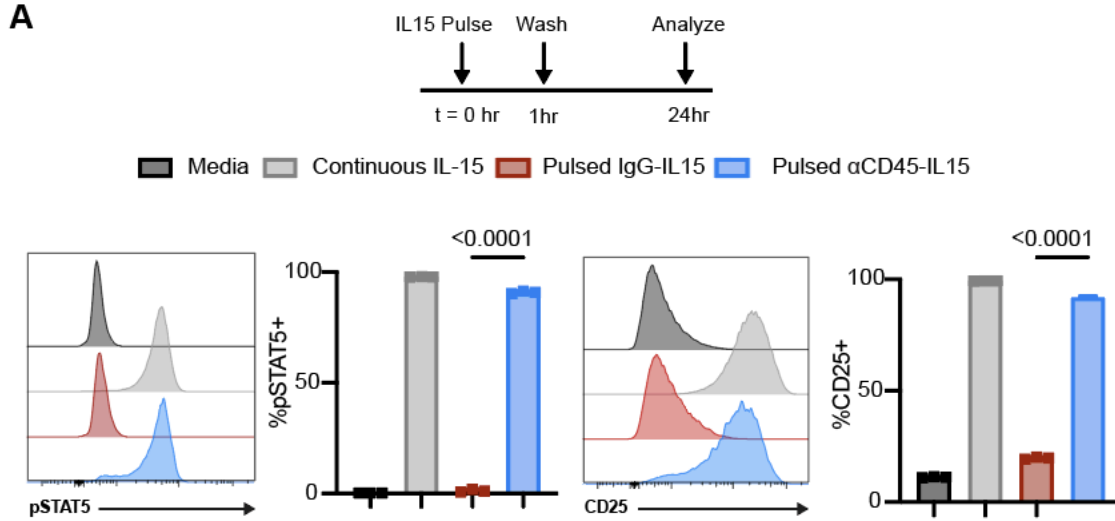 A
IL15 Pulse Wash Analyze
t = 0 hr 1hr 24hr
Media Continuous IL-15 Pulsed IgG-IL15 Pulsed αCD45-IL15
<0.0001 <0.0001
100
50
0
%pSTAT5+
100
50
0
%CD25+
pSTAT5
CD25